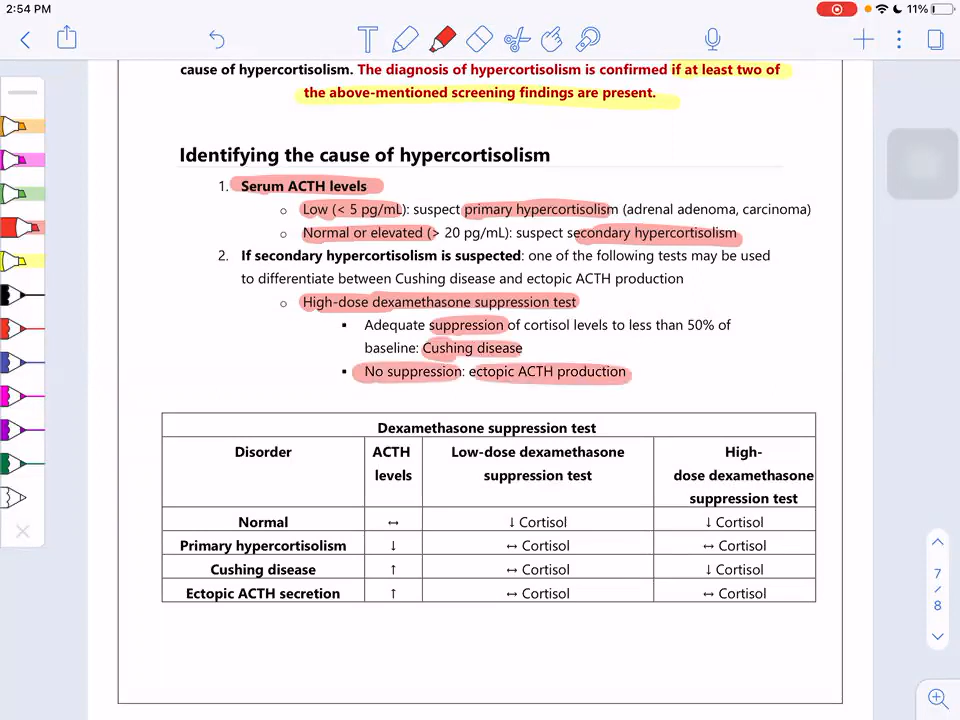 2:54 PM
11%
cause of hypercortisolism. The diagnosis of hypercortisolism is confirmed if at least two of
the above-mentioned screening findings are present.
Identifying the cause of hypercortisolism
1. Serum ACTH levels
○ Low (< 5 pg/mL): suspect primary hypercortisolism (adrenal adenoma, carcinoma)
○ Normal or elevated (> 20 pg/mL): suspect secondary hypercortisolism
2. If secondary hypercortisolism is suspected: one of the following tests may be used
to differentiate between Cushing disease and ectopic ACTH production
○ High-dose dexamethasone suppression test
▪ Adequate suppression of cortisol levels to less than 50% of
baseline: Cushing disease
▪ No suppression: ectopic ACTH production
Dexamethasone suppression test
Disorder ACTH levels Low-dose dexamethasone suppression test High-dose dexamethasone suppression test
Normal ↔ ↓ Cortisol ↓ Cortisol
Primary hypercortisolism ↓ ↔ Cortisol ↔ Cortisol
Cushing disease ↑ ↔ Cortisol ↓ Cortisol
Ectopic ACTH secretion ↑ ↔ Cortisol ↔ Cortisol
7
/
8